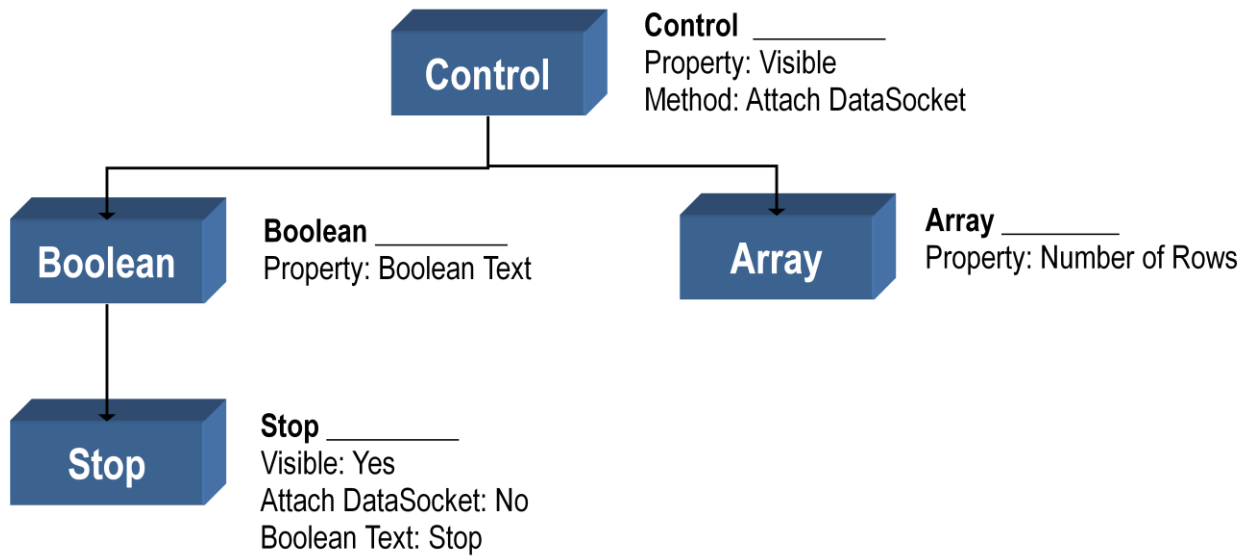 Control
Control _________
Property: Visible
Method: Attach DataSocket
Boolean
Boolean _________
Property: Boolean Text
Array
Array ________
Property: Number of Rows
Stop
Stop _________
Visible: Yes
Attach DataSocket: No
Boolean Text: Stop